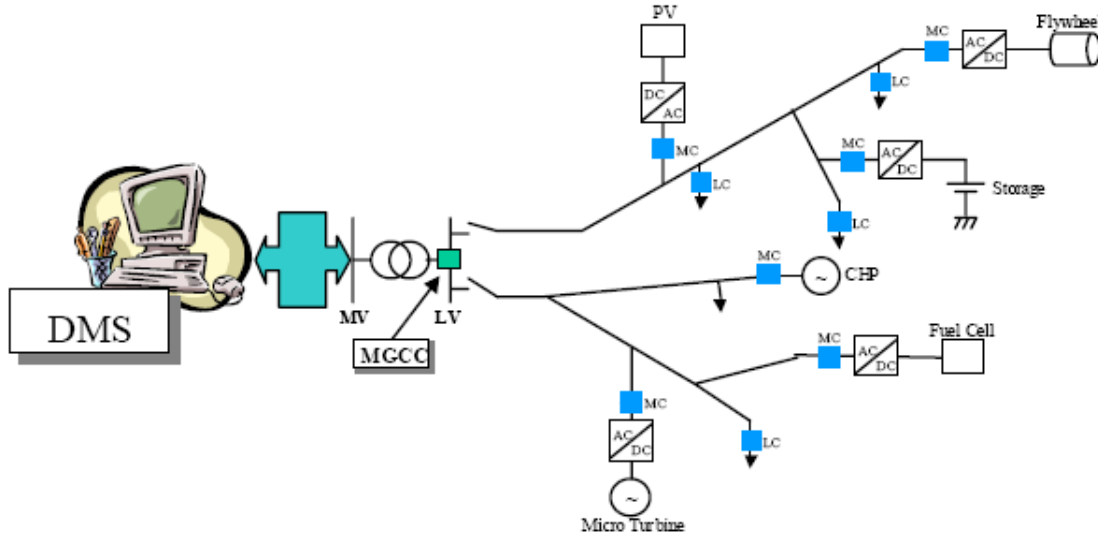 PV
Flywheel
MC
AC
DC
LC
DC
AC
MC
MC
AC
DC
LC
Storage
LC
MC
CHP
~
DMS
MV
LV
MGCC
Fuel Cell
MC
AC
DC
MC
AC
DC
LC
~
Micro Turbine